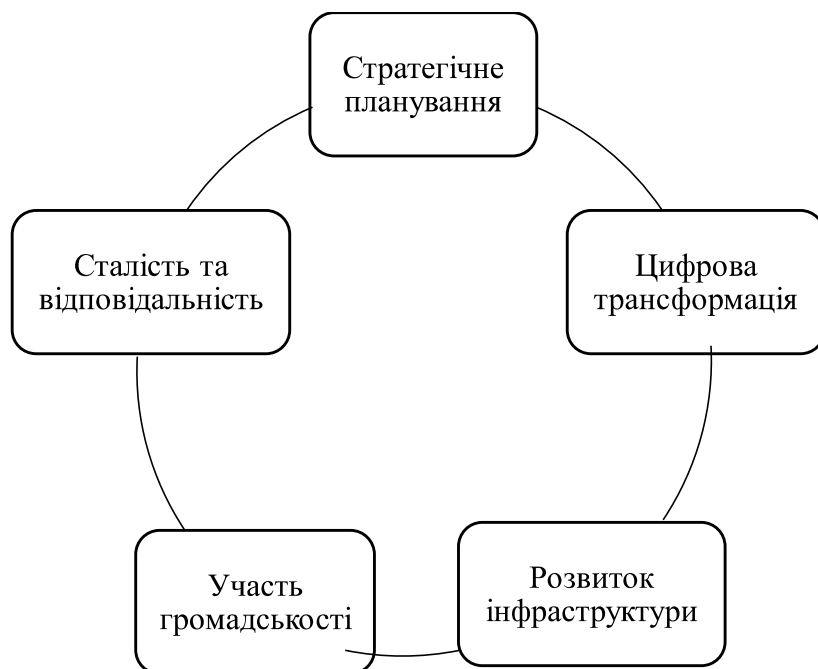 Стратегічне
планування
Цифрова
трансформація
Розвиток
інфраструктури
Участь
громадськості
Сталість та
відповідальність